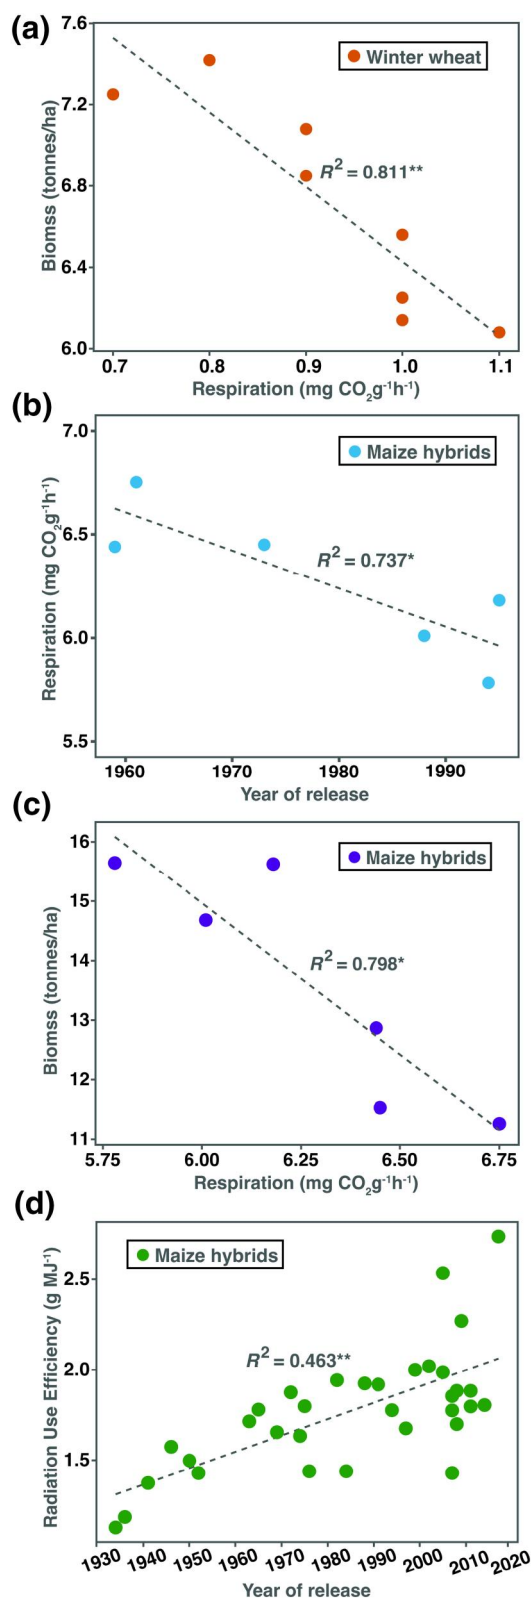 (a)
7.6
7.2
6.8
6.4
6.0
Biomss (tonnes/ha)
Winter wheat
R² = 0.811**
0.7 0.8 0.9 1.0 1.1
Respiration (mg CO₂g⁻¹h⁻¹)
(b)
7.0
6.5
6.0
5.5
Respiration (mg CO₂g⁻¹h⁻¹)
Maize hybrids
R² = 0.737*
1960 1970 1980 1990
Year of release
(c)
16
15
14
13
12
11
Biomss (tonnes/ha)
Maize hybrids
R² = 0.798*
5.75 6.00 6.25 6.50 6.75
Respiration (mg CO₂g⁻¹h⁻¹)
(d)
2.5
2.0
1.5
Radiation Use Efficiency (g MJ⁻¹)
Maize hybrids
R² = 0.463**
1930 1940 1950 1960 1970 1980 1990 2000 2010 2020
Year of release